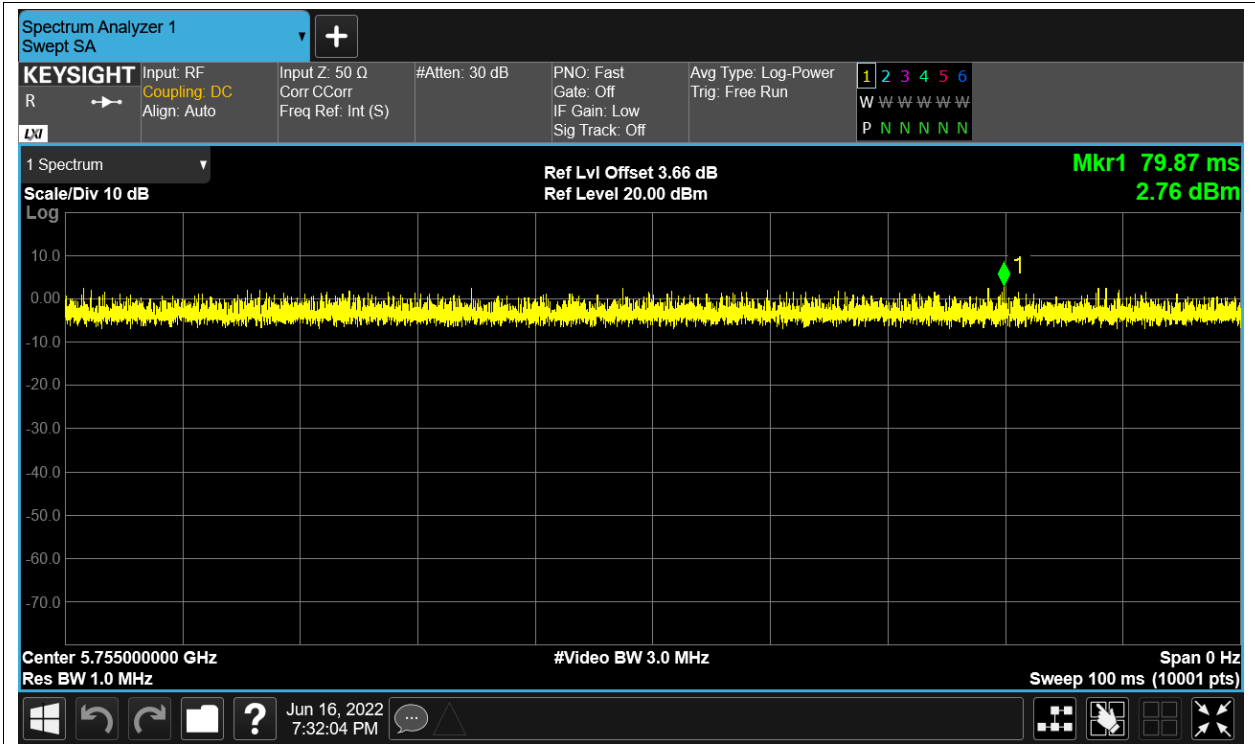 Spectrum Analyzer 1
Swept SA
+
KEYSIGHT
R
LXI
Input: RF
Coupling: DC
Align: Auto
Input Z: 50 Ω
Corr CCorr
Freq Ref: Int (S)
#Atten: 30 dB
PNO: Fast
Gate: Off
IF Gain: Low
Sig Track: Off
Avg Type: Log-Power
Trig: Free Run
1 2 3 4 5 6
W W W W W W
P N N N N N
1 Spectrum
Scale/Div 10 dB
Log
Ref Lvl Offset 3.66 dB
Ref Level 20.00 dBm
Mkr1 79.87 ms
2.76 dBm
1
10.0
0.00
-10.0
-20.0
-30.0
-40.0
-50.0
-60.0
-70.0
Center 5.755000000 GHz
Res BW 1.0 MHz
#Video BW 3.0 MHz
Span 0 Hz
Sweep 100 ms (10001 pts)
?
Jun 16, 2022
7:32:04 PM